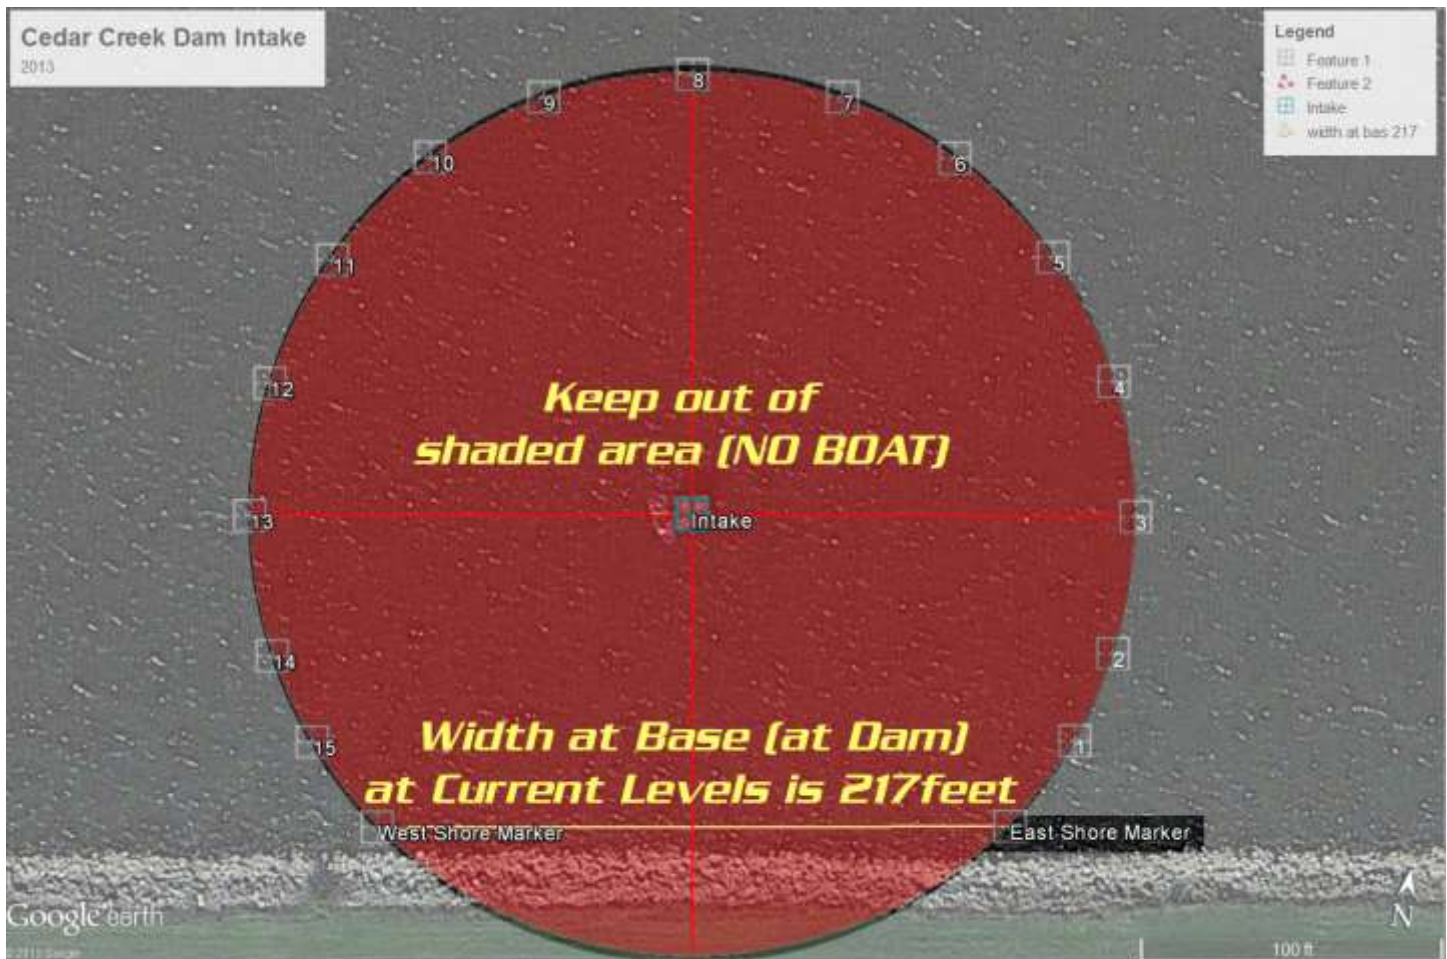 Cedar Creek Dam Intake
2013
Legend
Feature 1
Feature 2
Intake
width at bas 217
8
9
7
10
6
11
5
12
4
Keep out of
shaded area (NO BOAT)
13
Intake
3
14
2
Width at Base (at Dam)
15
1
at Current Levels is 217feet
West Shore Marker
East Shore Marker
Google earth
N
100 ft